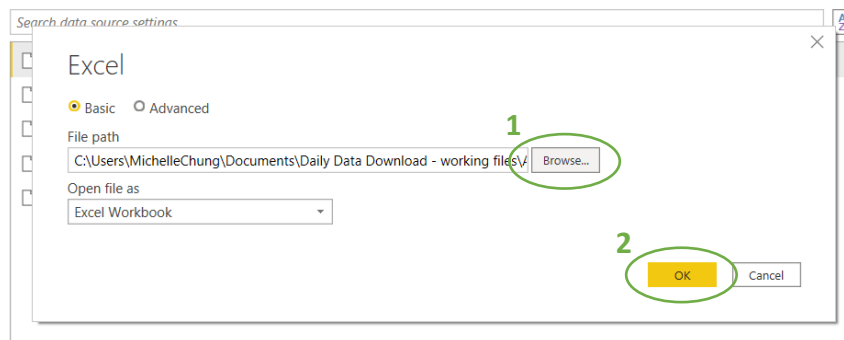 Search data source settings
Excel
Basic Advanced
File path
1
C:\Users\MichelleChung\Documents\Daily Data Download - working files\A Browse...
Open file as
Excel Workbook
2
OK Cancel